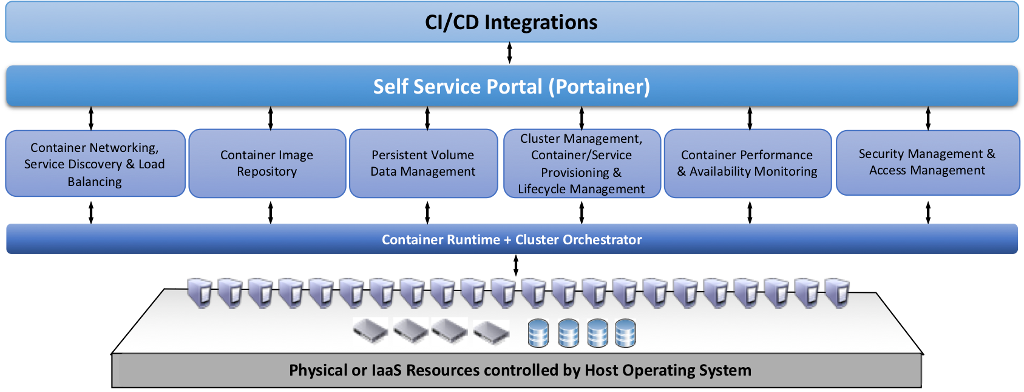 CI/CD Integrations
Self Service Portal (Portainer)
Container Networking,
Service Discovery & Load
Balancing
Container Image
Repository
Persistent Volume
Data Management
Cluster Management,
Container/Service
Provisioning &
Lifecycle Management
Container Performance
& Availability Monitoring
Security Management &
Access Management
Container Runtime + Cluster Orchestrator
Physical or IaaS Resources controlled by Host Operating System